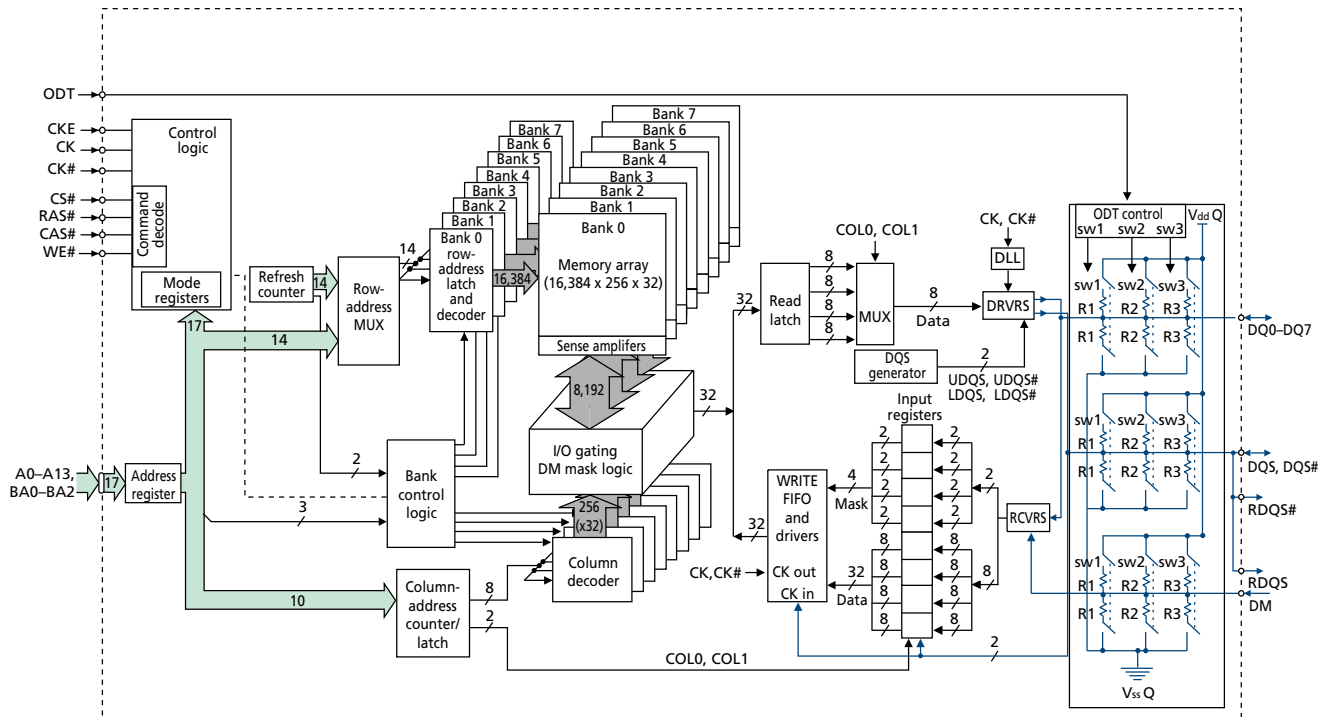 ODT
CKE
CK
CK#
CS#
RAS#
CAS#
WE#
Control
logic
Command
decode
Mode
registers
17
14
Refresh
counter
14
Row-
address
MUX
14
Bank 7
Bank 6
Bank 5
Bank 4
Bank 3
Bank 2
Bank 1
Bank 0
row-
address
latch
and
decoder
16,384
Bank 7
Bank 6
Bank 5
Bank 4
Bank 3
Bank 2
Bank 1
Bank 0
Memory array
(16,384 x 256 x 32)
Sense amplifers
8,192
I/O gating
DM mask logic
32
256
(x32)
Column
decoder
A0–A13,
BA0–BA2
17
Address
register
2
3
Bank
control
logic
10
Column-
address
counter/
latch
8
2
COL0, COL1
32
Read
latch
8
8
8
8
COL0, COL1
MUX
8
Data
CK, CK#
DLL
DRVRS
DQS
generator
2
UDQS, UDQS#
LDQS, LDQS#
Input
registers
2
2
2
2
8
8
8
8
2
2
2
2
8
8
8
8
2
8
RCVRS
4
Mask
32
Data
WRITE
FIFO
and
drivers
CK out
CK in
32
CK,CK#
2
ODT control
sw1 sw2 sw3
Vdd Q
sw1 sw2 sw3
R1 R2 R3
R1 R2 R3
sw1 sw2 sw3
R1 R2 R3
R1 R2 R3
sw1 sw2 sw3
R1 R2 R3
R1 R2 R3
Vss Q
DQ0–DQ7
DQS, DQS#
RDQS#
RDQS
DM